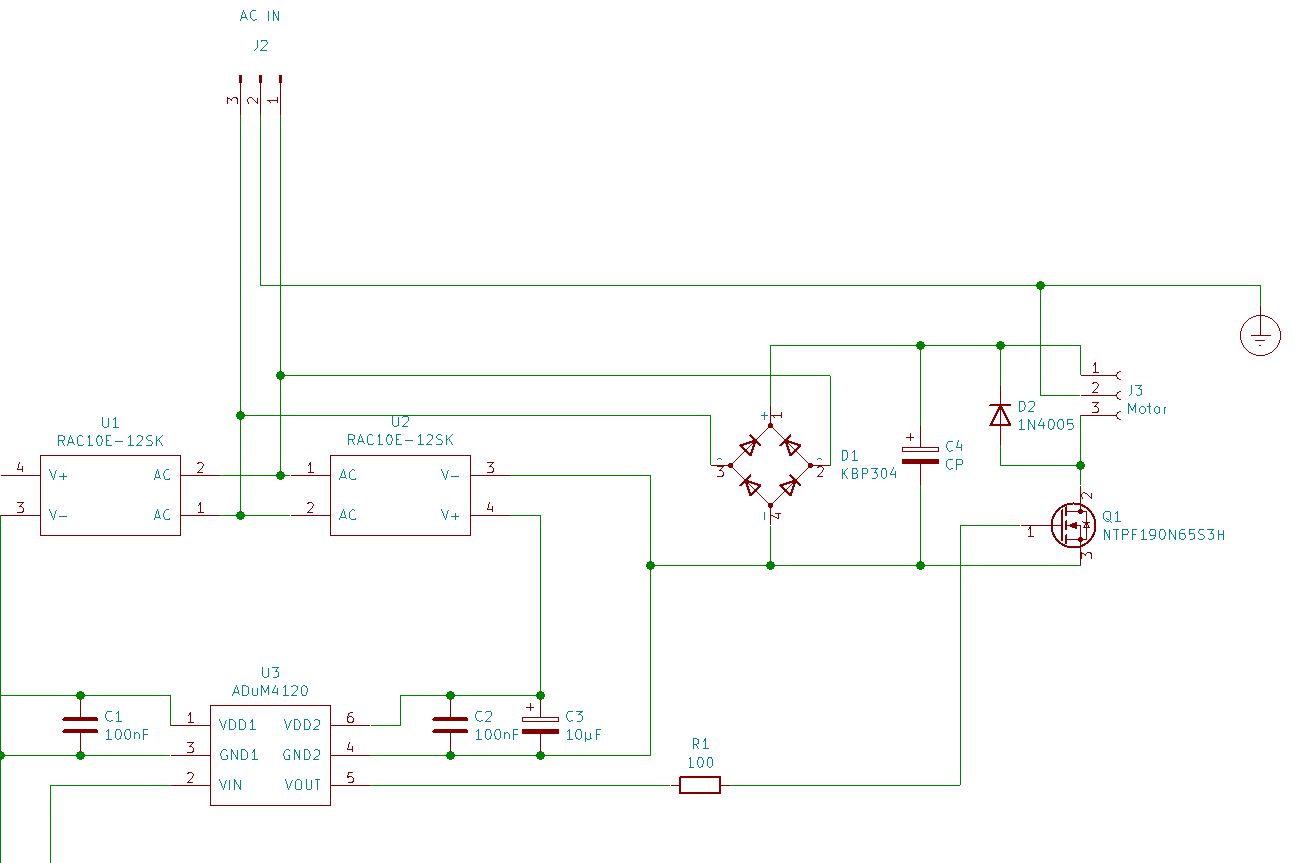 AC IN
J2
3
2
1
U1
RAC10E-12SK
4
V+
AC
2
3
V-
AC
1
U2
RAC10E-12SK
1
AC
V-
3
2
AC
V+
4
+
1
3
2
-
4
D1
KBP304
+
C4
CP
D2
1N4005
1
2
3
J3
Motor
2
1
3
Q1
NTPF190N65S3H
C1
100nF
U3
ADuM4120
1
VDD1
VDD2
6
3
GND1
GND2
4
2
VIN
VOUT
5
C2
100nF
+
C3
10µF
R1
100